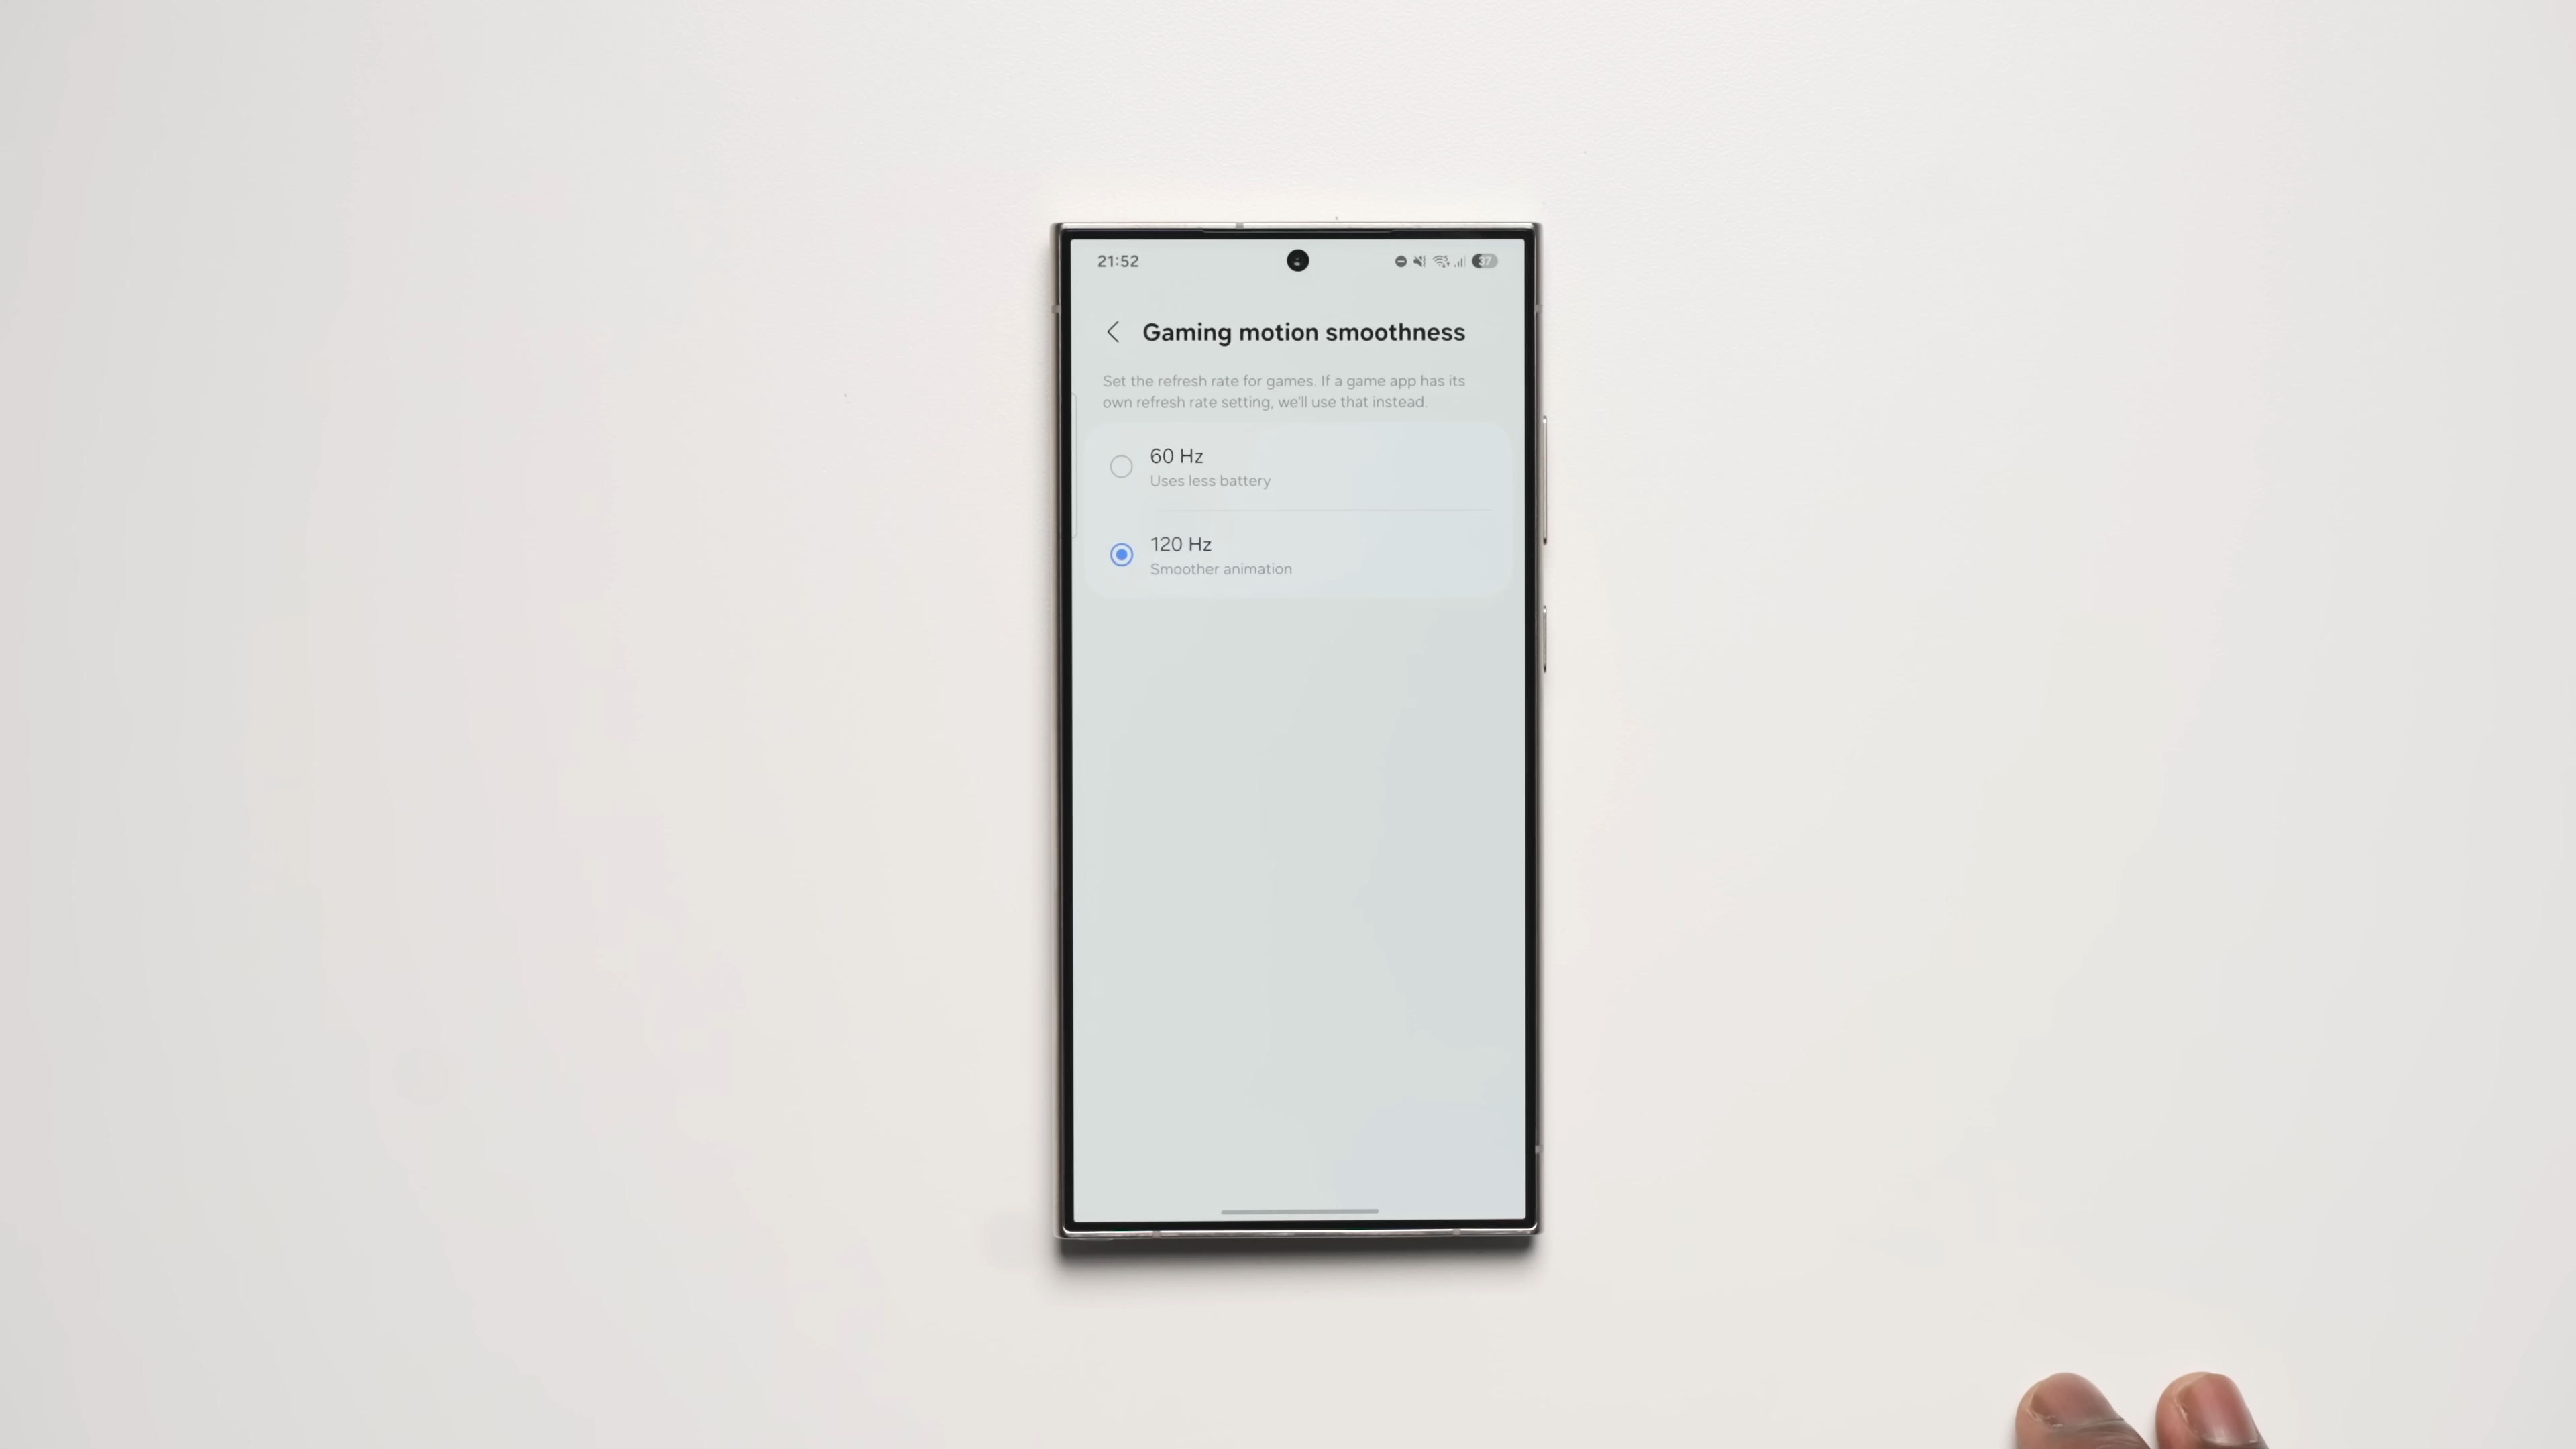 21:52
37
Gaming motion smoothness
Set the refresh rate for games. If a game app has its
own refresh rate setting, we'll use that instead.
60 Hz
Uses less battery
120 Hz
Smoother animation